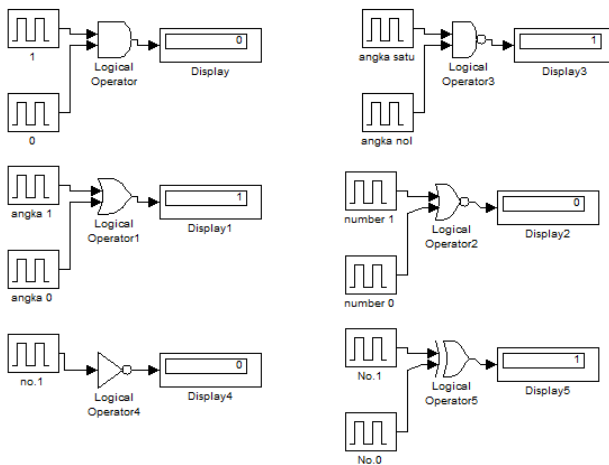 0
1
Logical
Operator
Display
0
1
angka satu
Logical
Operator3
Display3
angka nol
1
angka 1
Logical
Operator1
Display1
angka 0
0
number 1
Logical
Operator2
Display2
number 0
0
no.1
Logical
Operator4
Display4
1
No.1
Logical
Operator5
Display5
No.0